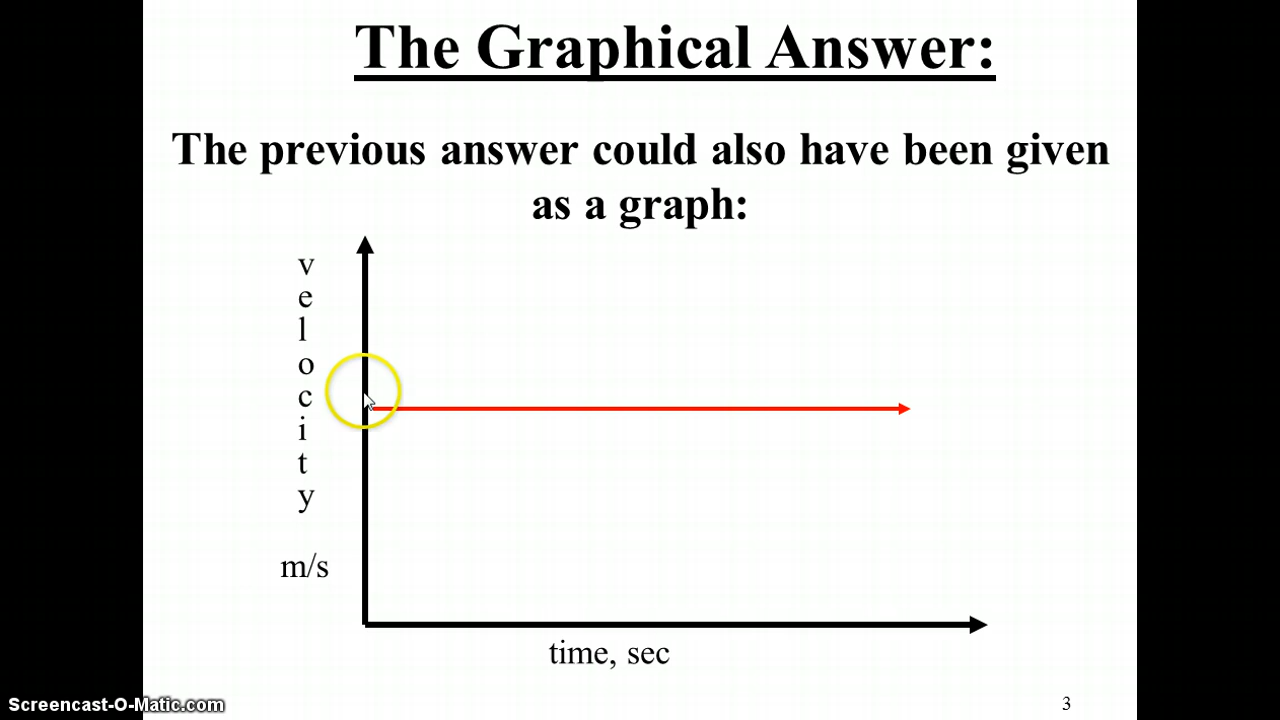 The Graphical Answer:
The previous answer could also have been given
as a graph:
velocity
m/s
time, sec
3
Screencast-O-Matic.com